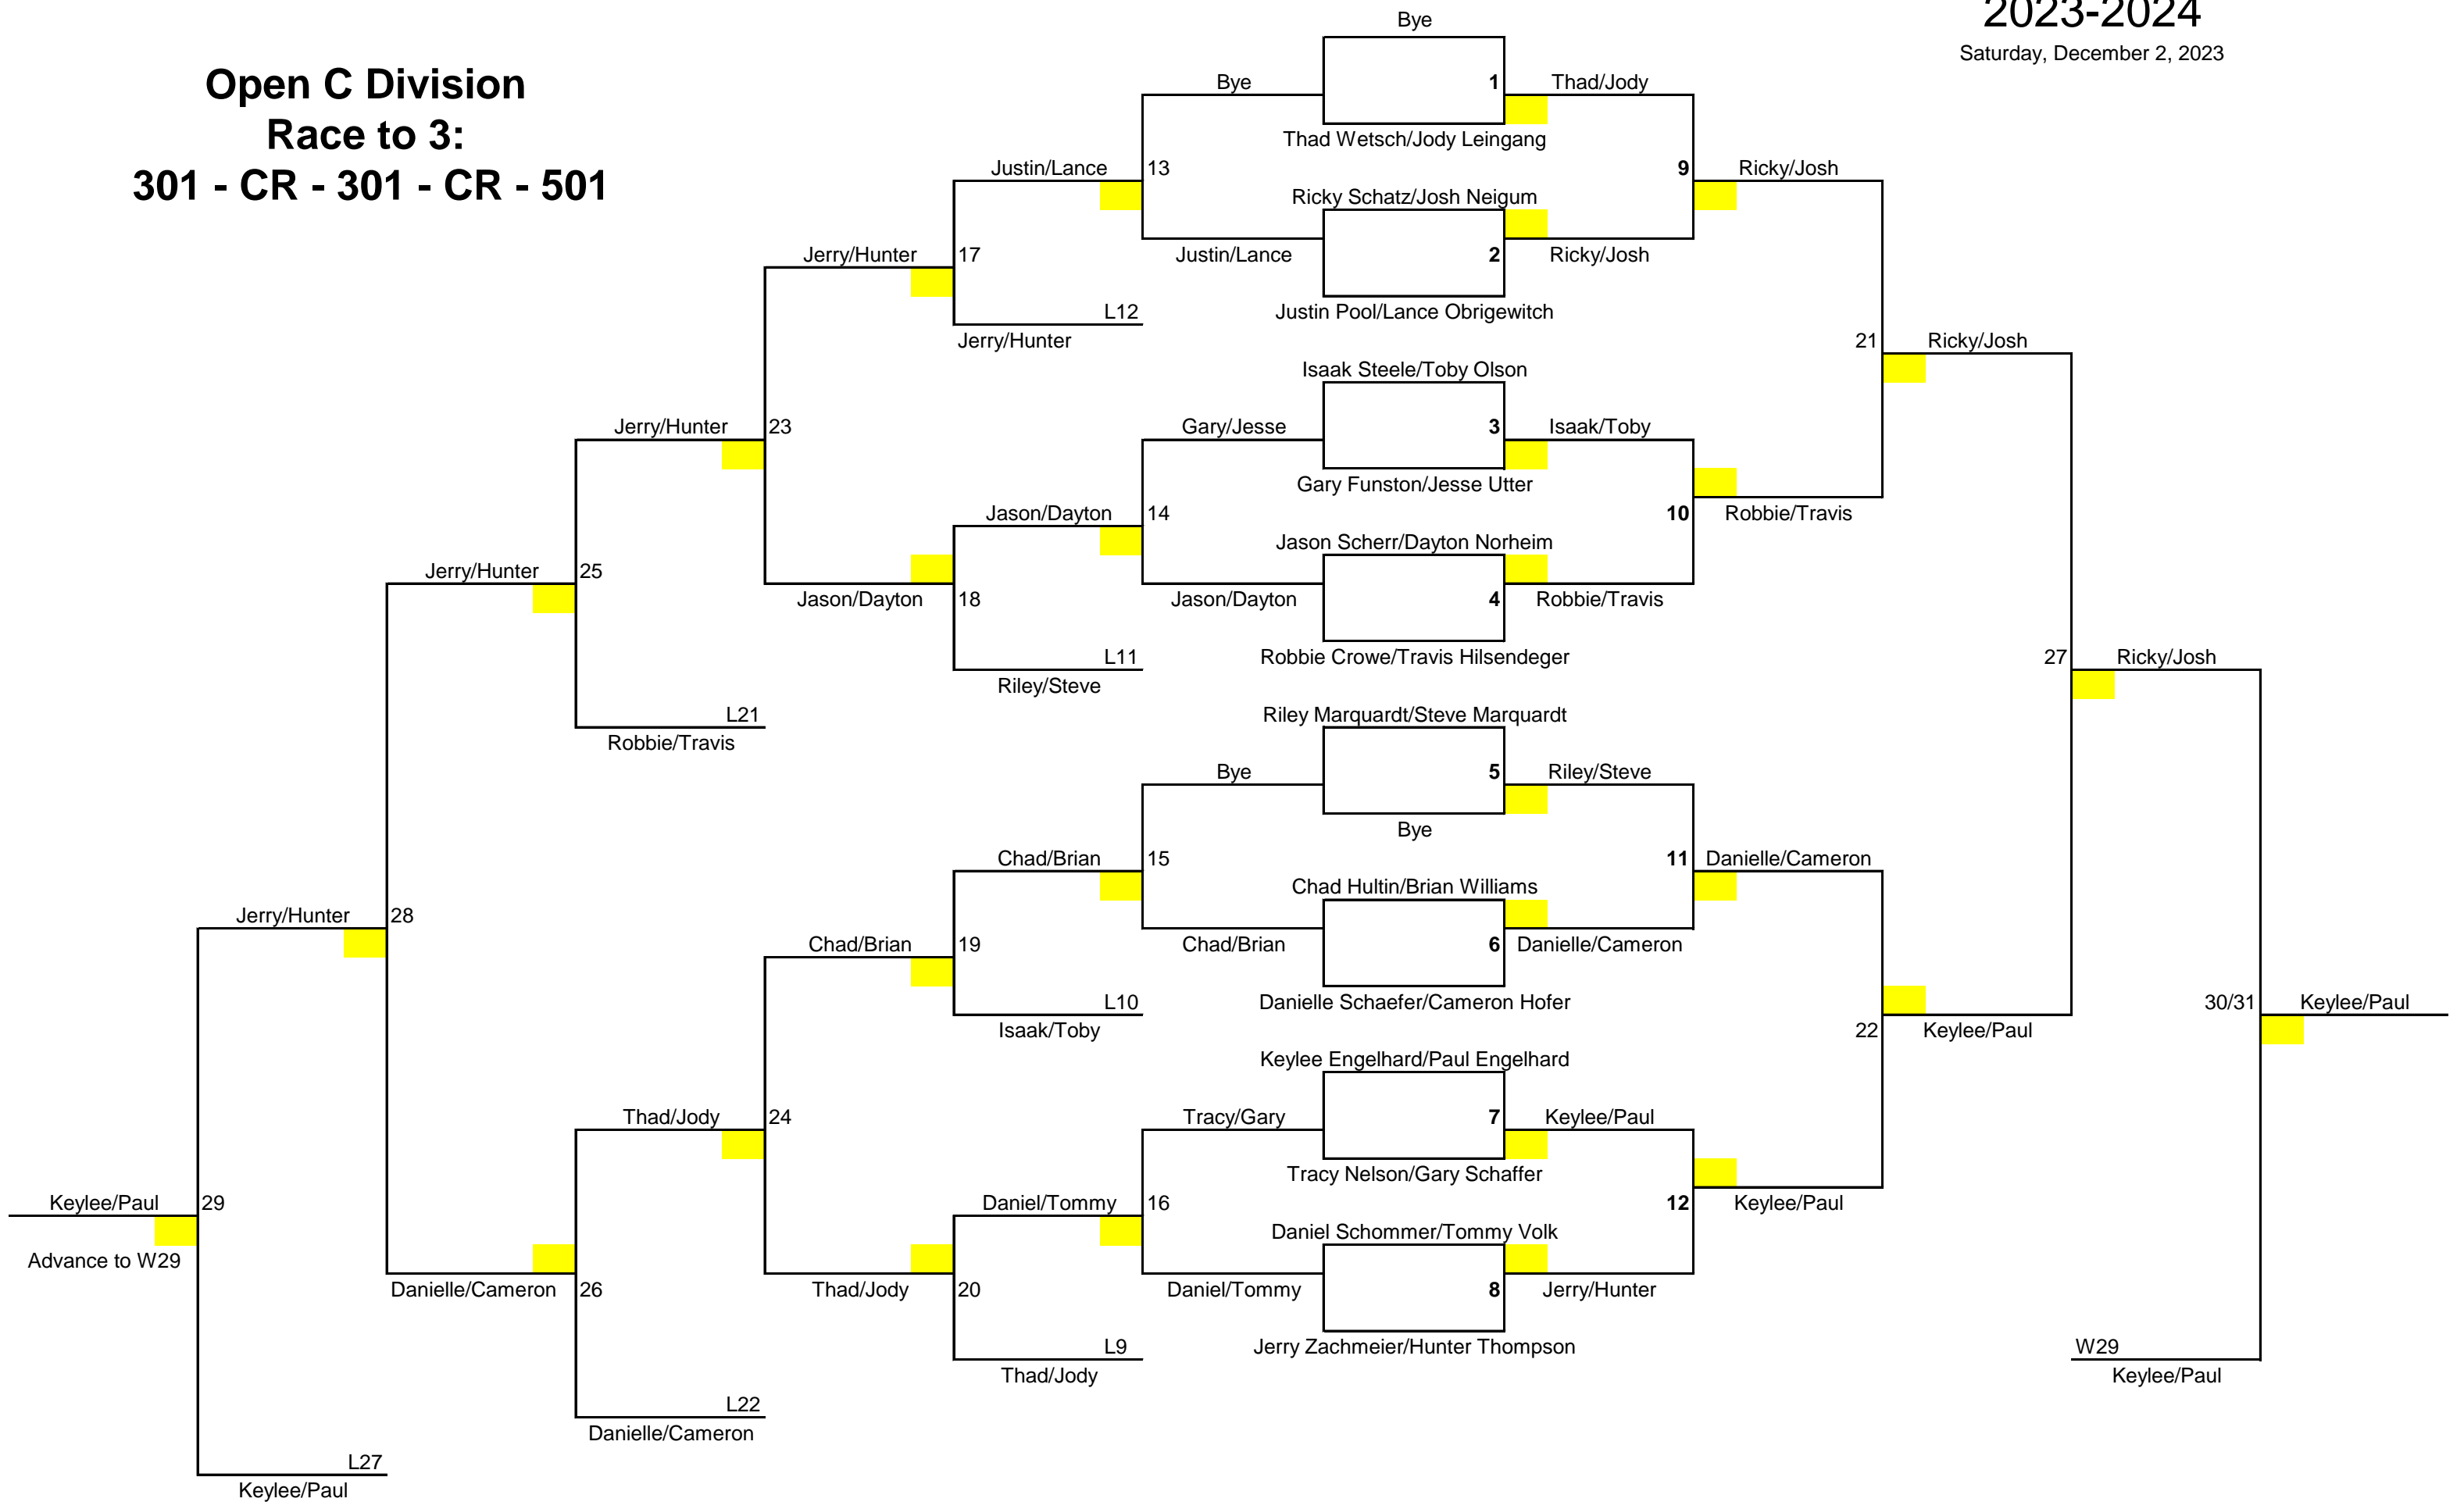 2023-2024
Saturday, December 2, 2023
Open C Division
Race to 3:
301 - CR - 301 - CR - 501
Bye
Bye
1
Thad/Jody
Thad Wetsch/Jody Leingang
Justin/Lance
13
9
Ricky/Josh
Ricky Schatz/Josh Neigum
Jerry/Hunter
17
Justin/Lance
2
Ricky/Josh
L12
Justin Pool/Lance Obrigewitch
Jerry/Hunter
21
Ricky/Josh
Isaak Steele/Toby Olson
Jerry/Hunter
23
Gary/Jesse
3
Isaak/Toby
Gary Funston/Jesse Utter
Jason/Dayton
14
10
Robbie/Travis
Jason Scherr/Dayton Norheim
Jerry/Hunter
25
Jason/Dayton
18
Jason/Dayton
4
Robbie/Travis
L11
Robbie Crowe/Travis Hilsendeger
27
Ricky/Josh
Riley/Steve
L21
Riley Marquardt/Steve Marquardt
Robbie/Travis
Bye
5
Riley/Steve
Bye
Chad/Brian
15
11
Danielle/Cameron
Chad Hultin/Brian Williams
Jerry/Hunter
28
Chad/Brian
19
Chad/Brian
6
Danielle/Cameron
L10
Danielle Schaefer/Cameron Hofer
30/31
Keylee/Paul
Isaak/Toby
22
Keylee/Paul
Keylee Engelhard/Paul Engelhard
Thad/Jody
24
Tracy/Gary
7
Keylee/Paul
Tracy Nelson/Gary Schaffer
Keylee/Paul
29
Daniel/Tommy
16
12
Keylee/Paul
Daniel Schommer/Tommy Volk
Advance to W29
Danielle/Cameron
26
Thad/Jody
20
Daniel/Tommy
8
Jerry/Hunter
L9
Jerry Zachmeier/Hunter Thompson
W29
Thad/Jody
Keylee/Paul
L22
Danielle/Cameron
L27
Keylee/Paul